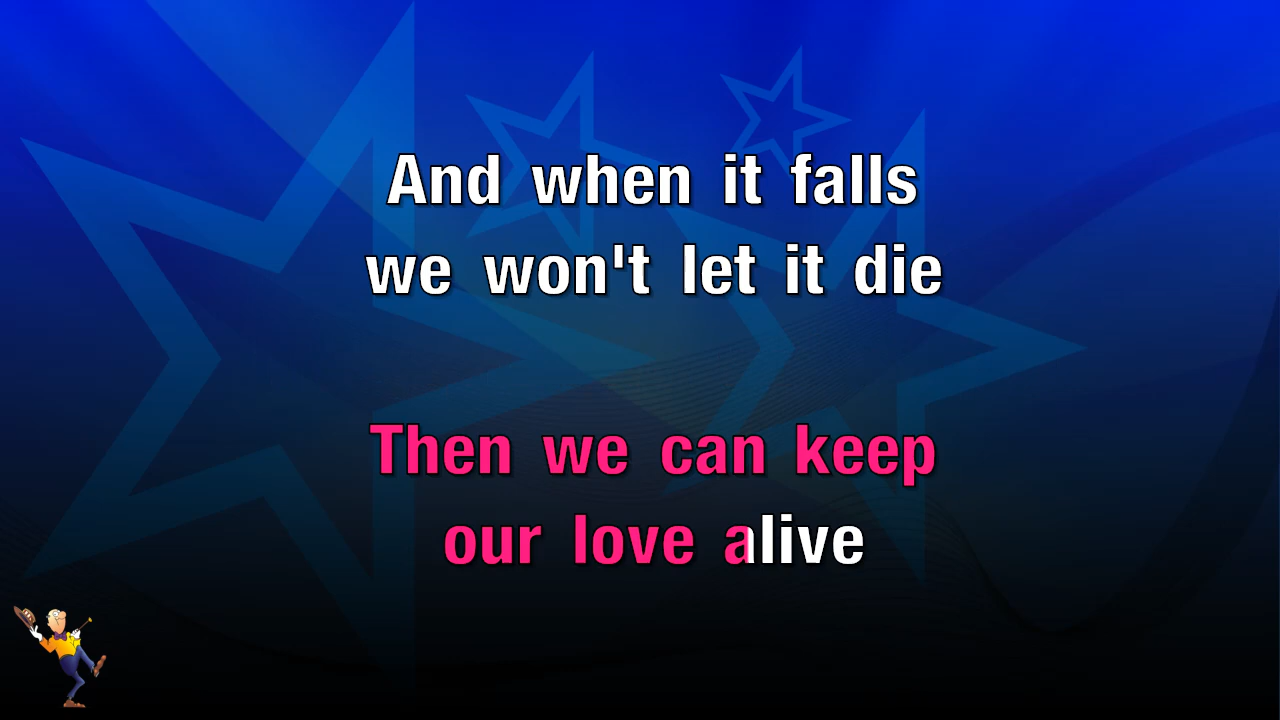 And when it falls
we won't let it die
Then we can keep
our love alive